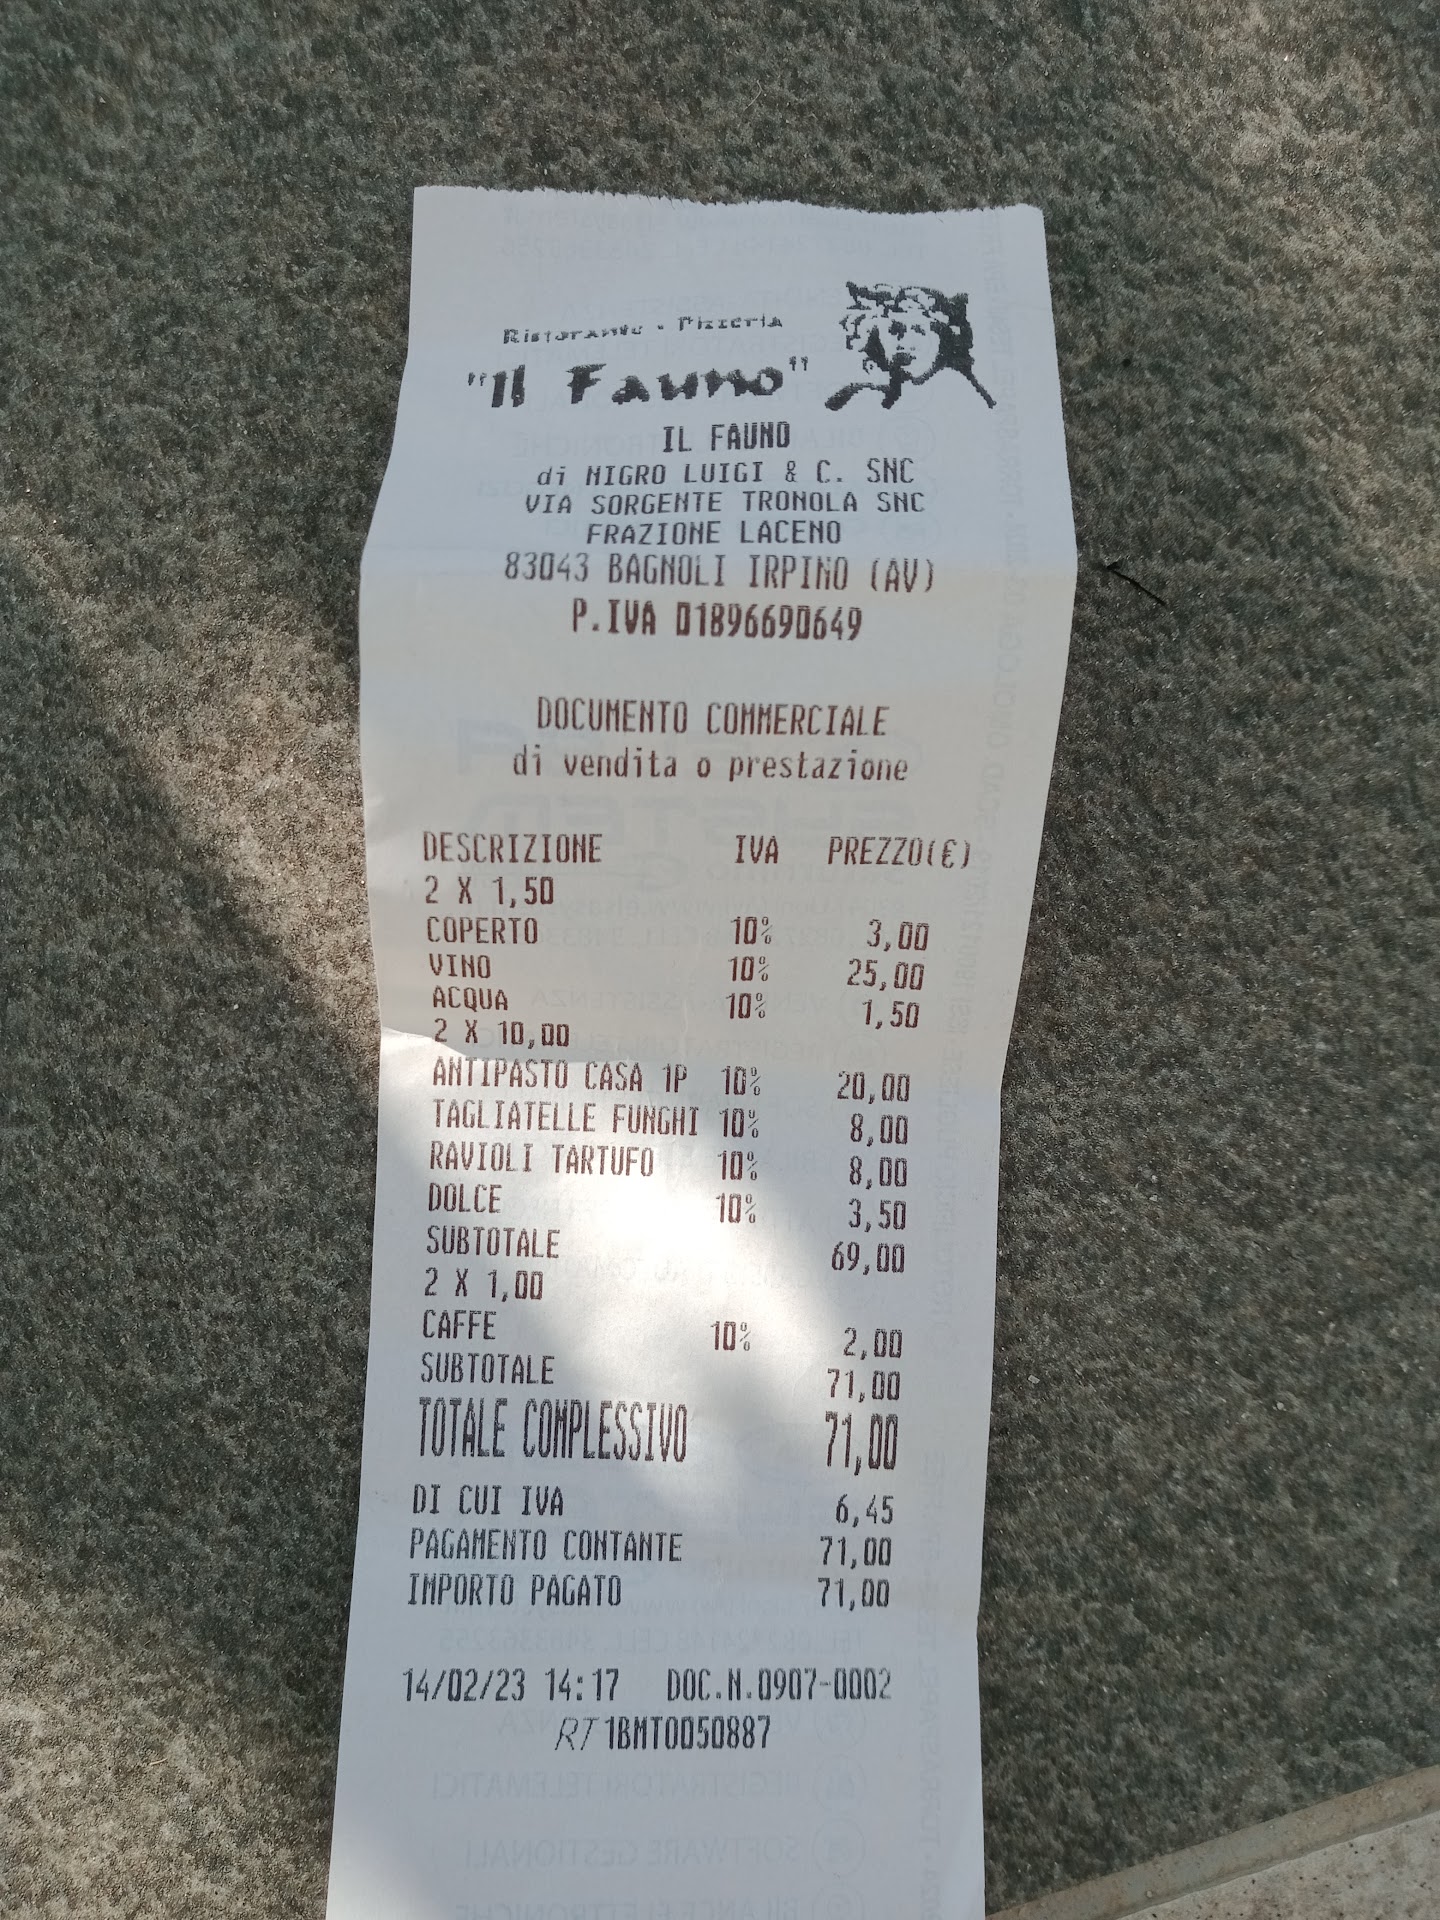 Ristorante - Pizzeria
"Il Fauno"
IL FAUNO
di NIGRO LUIGI & C. SNC
VIA SORGENTE TRONOLA SNC
FRAZIONE LACENO
83043 BAGNOLI IRPINO (AV)
P.IVA 01896690649
DOCUMENTO COMMERCIALE
di vendita o prestazione
DESCRIZIONE IVA PREZZO(€)
2 X 1,50
COPERTO 10% 3,00
VINO 10% 25,00
ACQUA 10% 1,50
2 X 10,00
ANTIPASTO CASA 1P 10% 20,00
TAGLIATELLE FUNGHI 10% 8,00
RAVIOLI TARTUFO 10% 8,00
DOLCE 10% 3,50
SUBTOTALE 69,00
2 X 1,00
CAFFE 10% 2,00
SUBTOTALE 71,00
TOTALE COMPLESSIVO 71,00
DI CUI IVA 6,45
PAGAMENTO CONTANTE 71,00
IMPORTO PAGATO 71,00
14/02/23 14:17 DOC.N.0907-0002
RT 1BMT0050887